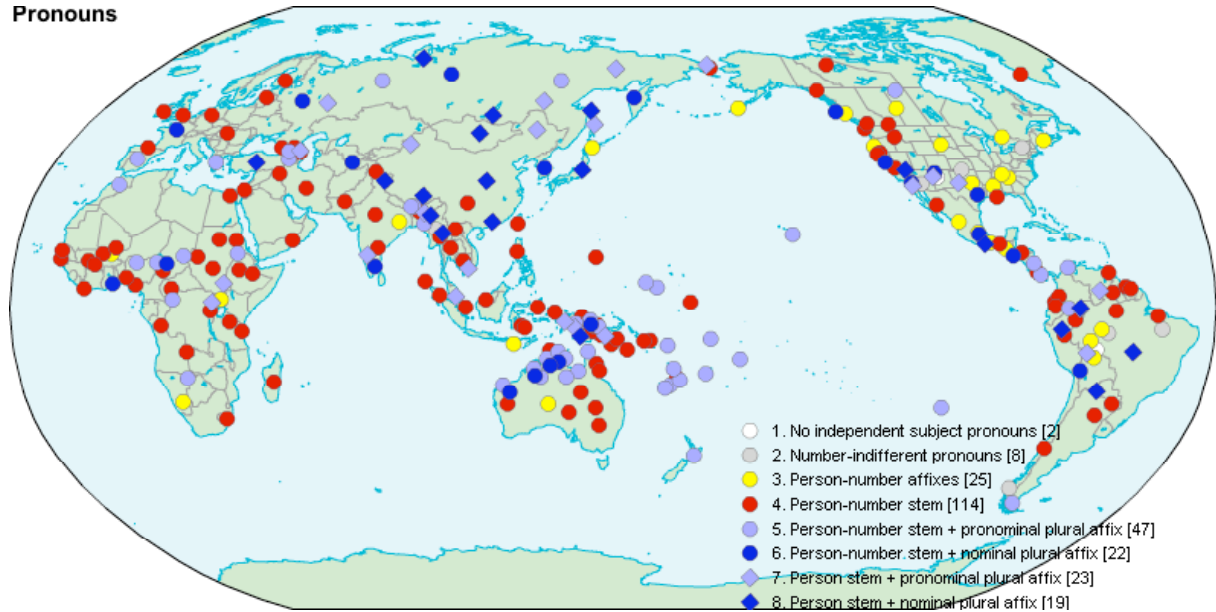 Pronouns
1. No independent subject pronouns [2]
2. Number-indifferent pronouns [8]
3. Person-number affixes [25]
4. Person-number stem [114]
5. Person-number stem + pronominal plural affix [47]
6. Person-number stem + nominal plural affix [22]
7. Person stem + pronominal plural affix [23]
8. Person stem + nominal plural affix [19]